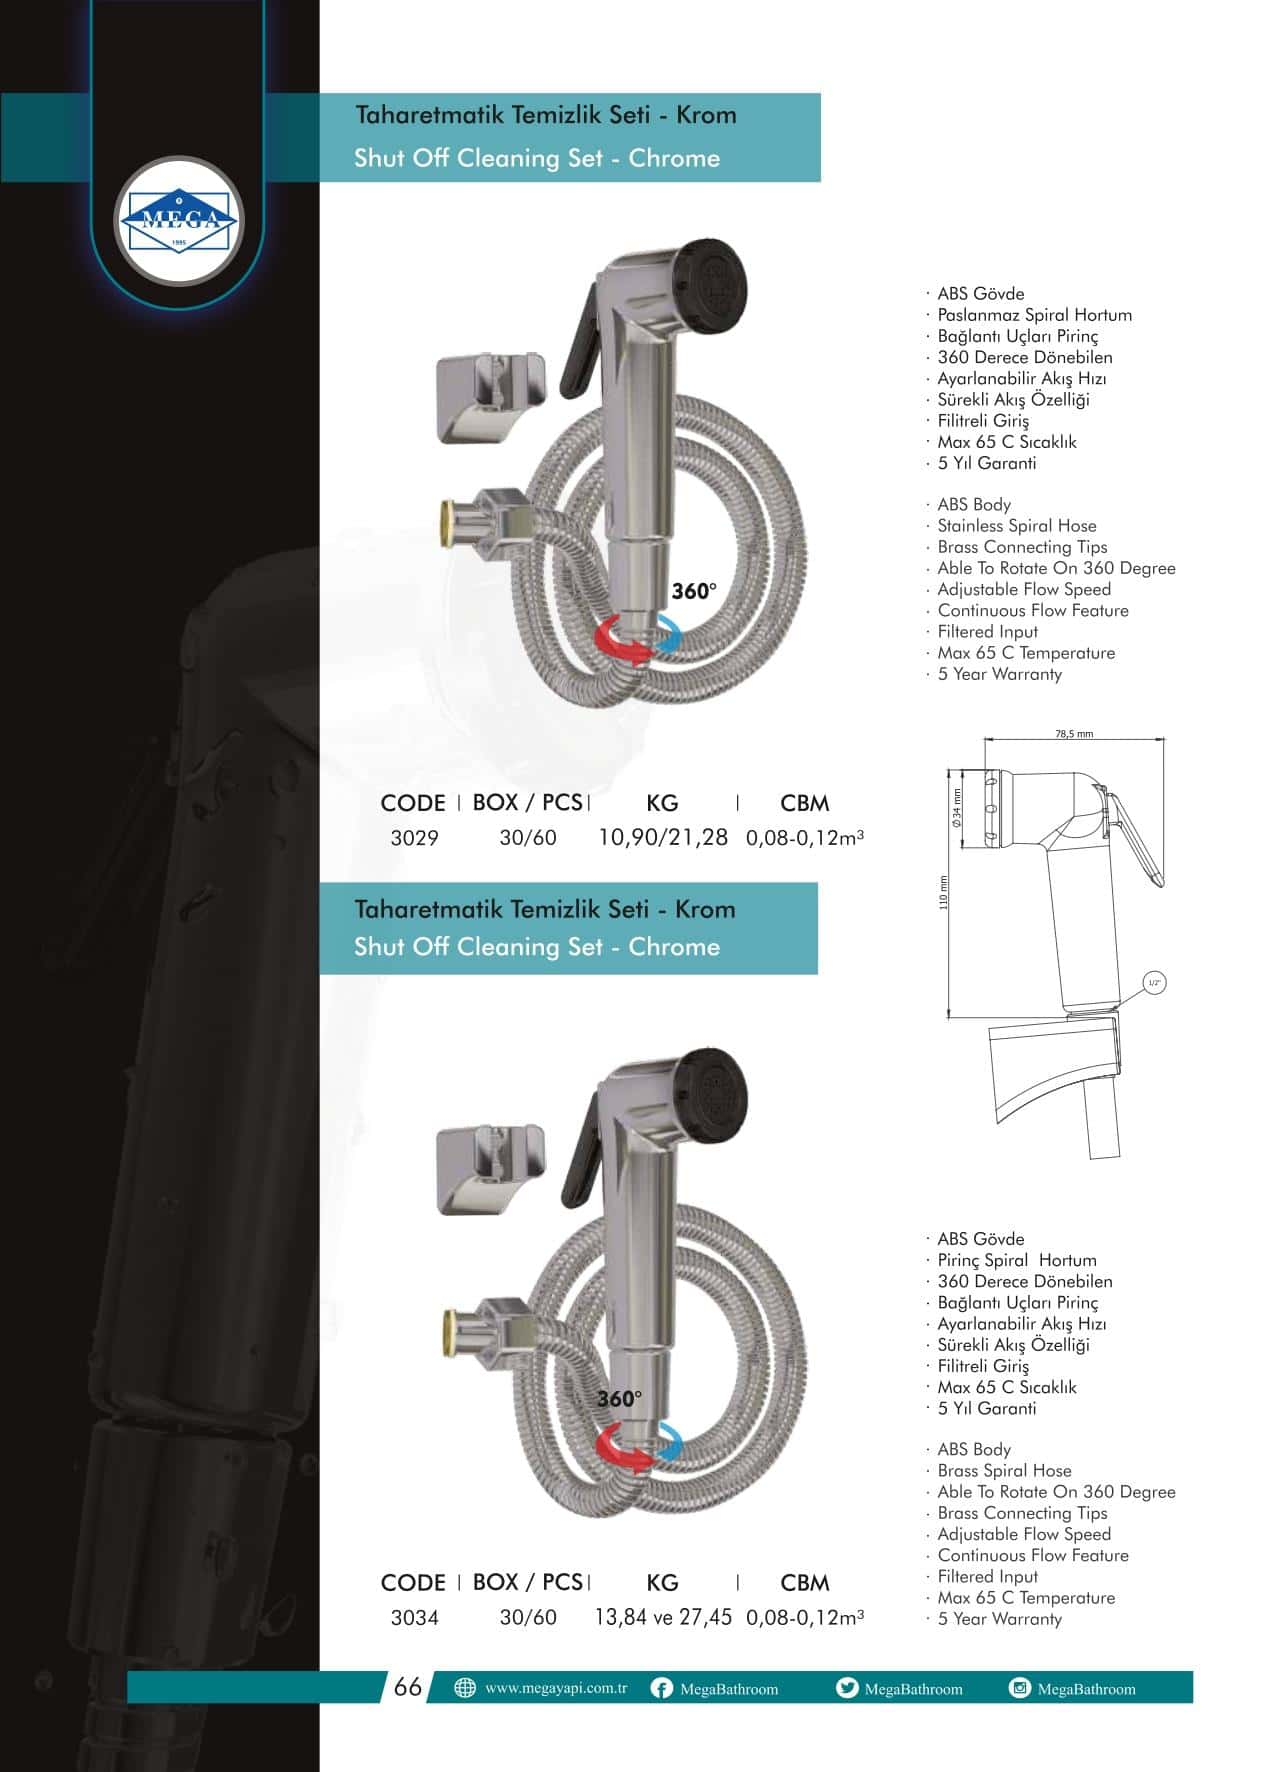 Taharetmatik Temizlik Seti - Krom
Shut Off Cleaning Set - Chrome
MEGA
1995
· ABS Gövde
· Paslanmaz Spiral Hortum
· Bağlantı Uçları Pirinç
· 360 Derece Dönebilen
· Ayarlanabilir Akış Hızı
· Sürekli Akış Özelliği
· Filitreli Giriş
· Max 65 C Sıcaklık
· 5 Yıl Garanti
· ABS Body
· Stainless Spiral Hose
· Brass Connecting Tips
· Able To Rotate On 360 Degree
· Adjustable Flow Speed
· Continuous Flow Feature
· Filtered Input
· Max 65 C Temperature
· 5 Year Warranty
360°
78,5 mm
Ø34 mm
110 mm
1/2"
CODE | BOX / PCS | KG | CBM
3029 30/60 10,90/21,28 0,08-0,12m³
Taharetmatik Temizlik Seti - Krom
Shut Off Cleaning Set - Chrome
360°
· ABS Gövde
· Pirinç Spiral Hortum
· 360 Derece Dönebilen
· Bağlantı Uçları Pirinç
· Ayarlanabilir Akış Hızı
· Sürekli Akış Özelliği
· Filitreli Giriş
· Max 65 C Sıcaklık
· 5 Yıl Garanti
· ABS Body
· Brass Spiral Hose
· Able To Rotate On 360 Degree
· Brass Connecting Tips
· Adjustable Flow Speed
· Continuous Flow Feature
· Filtered Input
· Max 65 C Temperature
· 5 Year Warranty
CODE | BOX / PCS | KG | CBM
3034 30/60 13,84 ve 27,45 0,08-0,12m³
66 www.megayapi.com.tr MegaBathroom MegaBathroom MegaBathroom